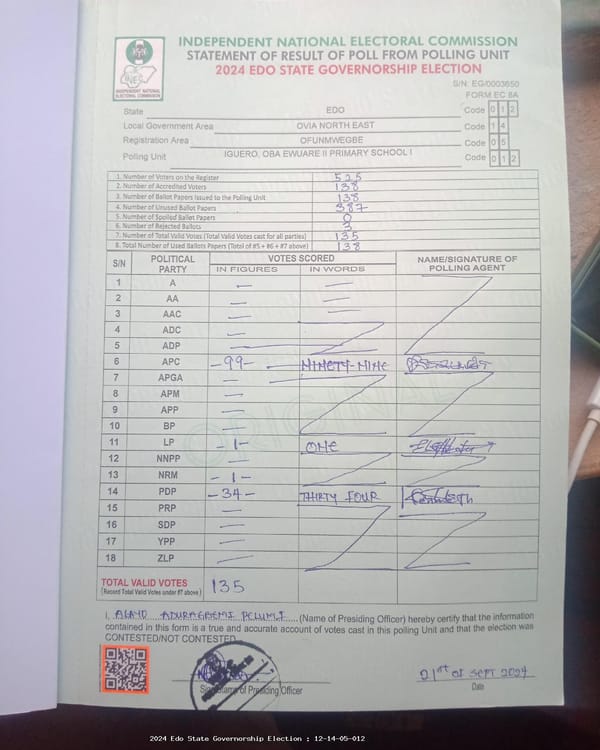 INDEPENDENT NATIONAL ELECTORAL COMMISSION
STATEMENT OF RESULT OF POLL FROM POLLING UNIT
2024 EDO STATE GOVERNORSHIP ELECTION
INEC
INDEPENDENT NATIONAL ELECTORAL COMMISSION
S/N: EG/0003650
FORM EC 8A
State EDO Code 0 1 2
Local Government Area OVIA NORTH EAST Code 1 4
Registration Area OFUNMWEGBE Code 0 5
Polling Unit IGUERO, OBA EWUARE II PRIMARY SCHOOL I Code 0 1 2
1. Number of Voters on the Register 525
2. Number of Accredited Voters 138
3. Number of Ballot Papers Issued to the Polling Unit 138
4. Number of Unused Ballot Papers 387
5. Number of Spoiled Ballot Papers 0
6. Number of Rejected Ballots 3
7. Number of Total Valid Votes (Total Valid Votes cast for all parties) 135
8. Total Number of Used Ballots Papers (Total of #5 + #6 + #7 above) 138
S/N POLITICAL PARTY VOTES SCORED NAME/SIGNATURE OF POLLING AGENT
IN FIGURES IN WORDS
1 A — —
2 AA — —
3 AAC — —
4 ADC —
5 ADP —
6 APC -99- NINETY-NINE
7 APGA —
8 APM —
9 APP —
10 BP —
11 LP -1- ONE
12 NNPP —
13 NRM -1-
14 PDP -34- THIRTY FOUR
15 PRP —
16 SDP —
17 YPP —
18 ZLP —
ORIGINAL
TOTAL VALID VOTES 135
(Record Total Valid Votes under #7 above)
I, (Name of Presiding Officer) hereby certify that the information
contained in this form is a true and accurate account of votes cast in this polling Unit and that the election was
CONTESTED/NOT CONTESTED
21st of SEPT 2024
Signature of Presiding Officer Date
2024 Edo State Governorship Election : 12-14-05-012